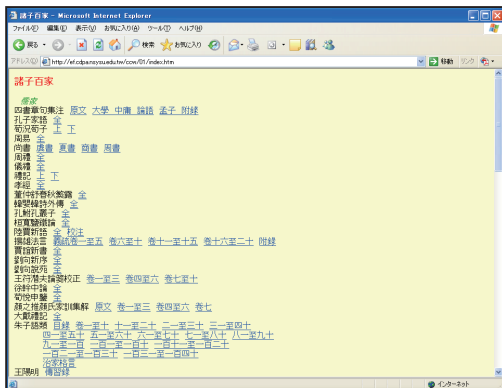 諸子百家 - Microsoft Internet Explorer
ファイル(F) 編集(E) 表示(V) お気に入り(A) ツール(T) ヘルプ(H)
戻る 検索 お気に入り
アドレス(D) http://ef.cdpa.nsysu.edu.tw/ccw/01/index.htm 移動 リンク
諸子百家
儒家
四書章句集注 原文 大學 中庸 論語 孟子 附録
孔子家語 全
荀況荀子 上 下
周易 全
尚書 虞書 夏書 商書 周書
周禮 全
儀禮 全
禮記 上 下
孝經 全
董仲舒春秋繁露 全
韓嬰韓詩外傳 全
孔鮒孔叢子 全
桓寬鹽鐵論 全
陸賈新語 全 校注
揚雄法言 義疏卷一至五 卷六至十 卷十一至十五 卷十六至二十 附録
賈誼新書 全
劉向新序 全
劉向說苑 全
王符潛夫論箋校正 卷一至三 卷四至六 卷七至十
徐幹中論 全
荀悅申鑒 全
顏之推顏氏家訓集解 原文 卷一至三 卷四至六 卷七
大戴禮記 全
朱子語類 目録 卷一至十 十一至二十 二一至三十 三一至四十
四一至五十 五一至六十 六一至七十 七一至八十 八一至九十
九一至一百 一百一至一百十 一百十一至一百二十
一百二一至一百三十 一百三一至一百四十
治家格言
王陽明 傳習錄
インターネット